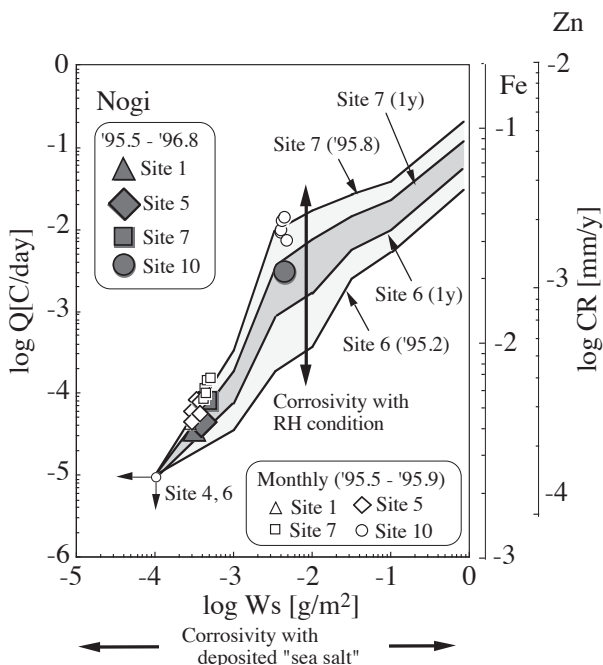 Zn
0
-2
Fe
Nogi
Site 7 (1y)
'95.5 - '96.8
Site 1
Site 5
Site 7
Site 10
Site 7 ('95.8)
-1
-1
-2
-3
-4
-5
-6
log Q[C/day]
-2
-3
-3
-4
log CR [mm/y]
Site 6 (1y)
Site 6 ('95.2)
Corrosivity with
RH condition
Site 4, 6
Monthly ('95.5 - '95.9)
Site 1 Site 5
Site 7 Site 10
-5 -4 -3 -2 -1 0
log Ws [g/m²]
Corrosivity with
deposited "sea salt"